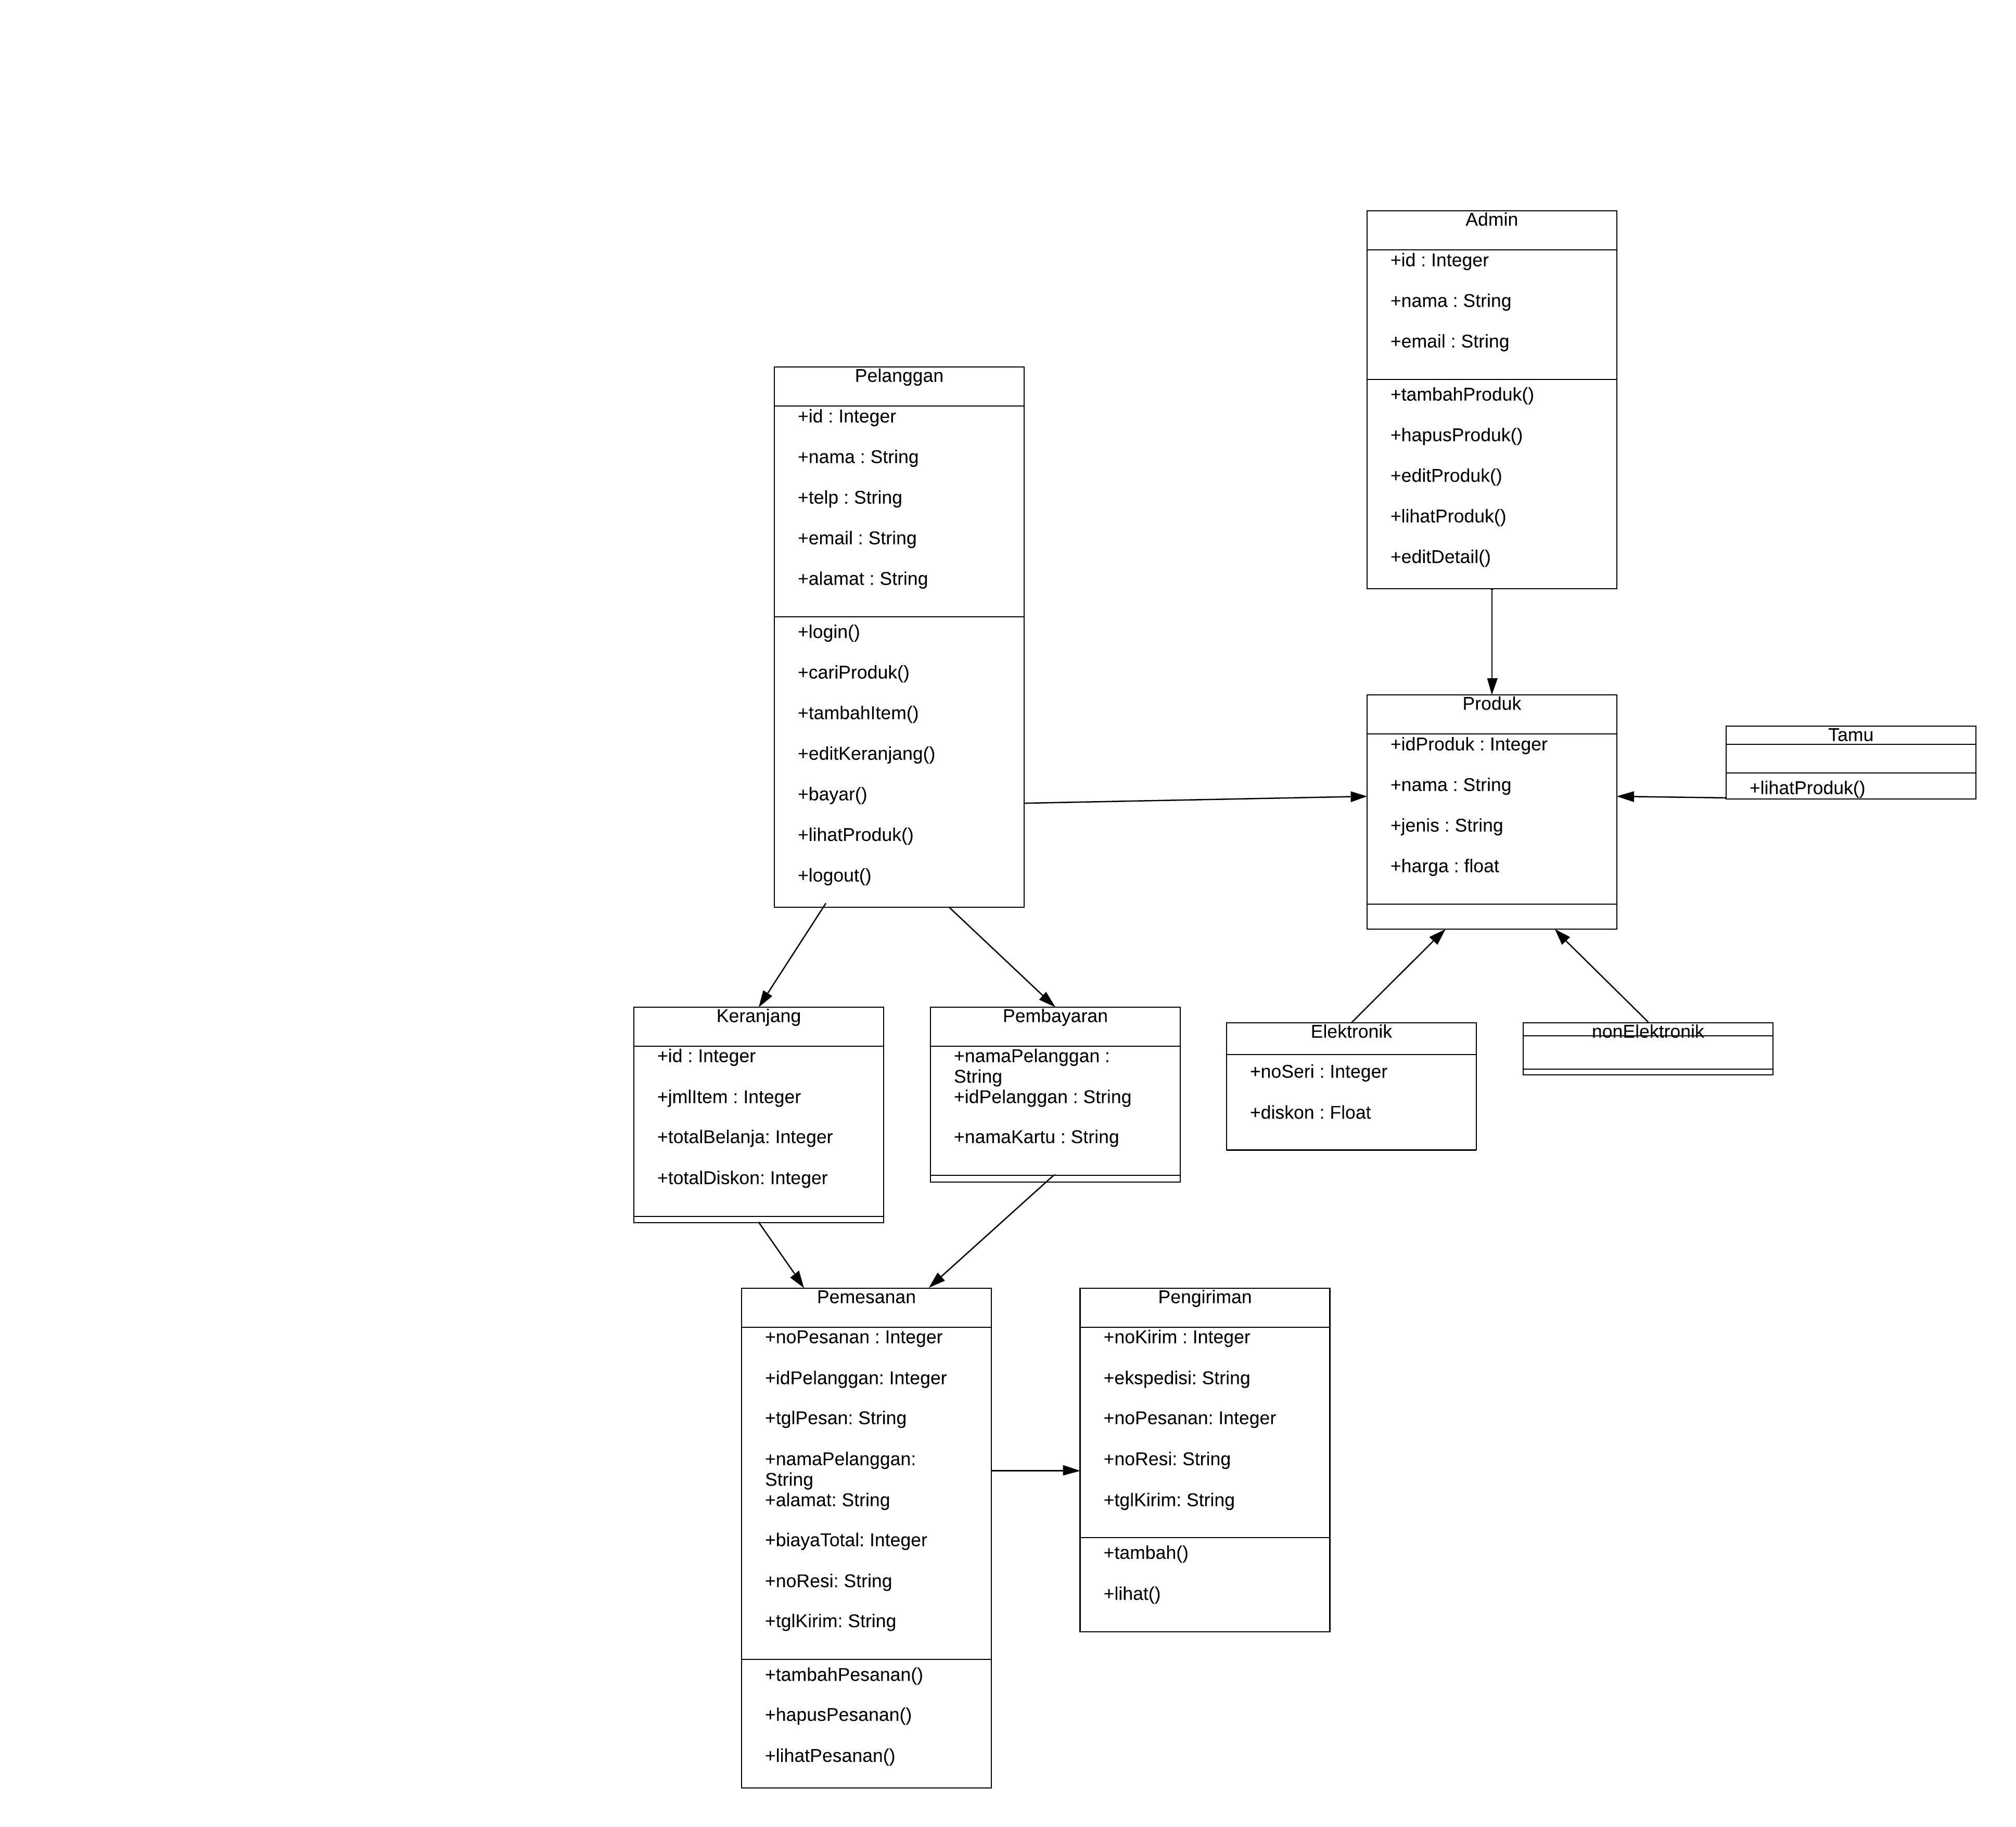 Admin
+id : Integer
+nama : String
+email : String
+tambahProduk()
+hapusProduk()
+editProduk()
+lihatProduk()
+editDetail()
Pelanggan
+id : Integer
+nama : String
+telp : String
+email : String
+alamat : String
+login()
+cariProduk()
+tambahItem()
+editKeranjang()
+bayar()
+lihatProduk()
+logout()
Produk
+idProduk : Integer
+nama : String
+jenis : String
+harga : float
Tamu
+lihatProduk()
Keranjang
+id : Integer
+jmlItem : Integer
+totalBelanja: Integer
+totalDiskon: Integer
Pembayaran
+namaPelanggan :
String
+idPelanggan : String
+namaKartu : String
Elektronik
+noSeri : Integer
+diskon : Float
nonElektronik
Pemesanan
+noPesanan : Integer
+idPelanggan: Integer
+tglPesan: String
+namaPelanggan:
String
+alamat: String
+biayaTotal: Integer
+noResi: String
+tglKirim: String
+tambahPesanan()
+hapusPesanan()
+lihatPesanan()
Pengiriman
+noKirim : Integer
+ekspedisi: String
+noPesanan: Integer
+noResi: String
+tglKirim: String
+tambah()
+lihat()